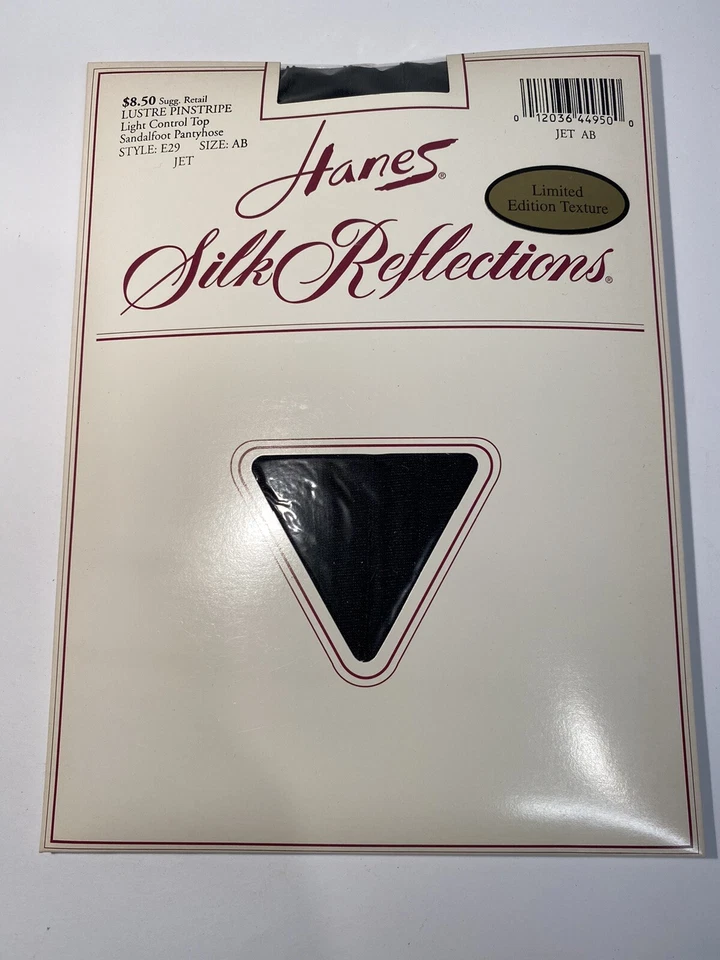 $8.50 Sugg. Retail
LUSTRE PINSTRIPE
Light Control Top
Sandalfoot Pantyhose
STYLE: E29 SIZE: AB
JET
0 12036 44950 0
JET AB
Hanes®
Limited
Edition Texture
Silk Reflections®